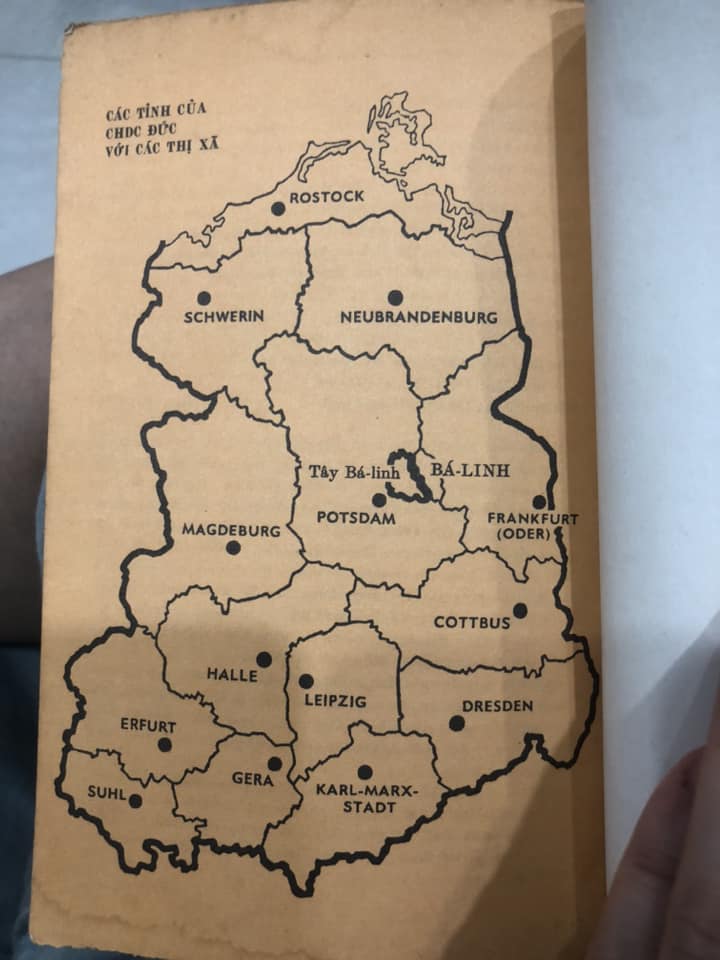 CÁC TỈNH CỦA
CHDC ĐỨC
VỚI CÁC THỊ XÃ
ROSTOCK
SCHWERIN
NEUBRANDENBURG
Tây Bá-linh
BÁ-LINH
POTSDAM
FRANKFURT
(ODER)
MAGDEBURG
COTTBUS
HALLE
LEIPZIG
DRESDEN
ERFURT
GERA
SUHL
KARL-MARX-
STADT